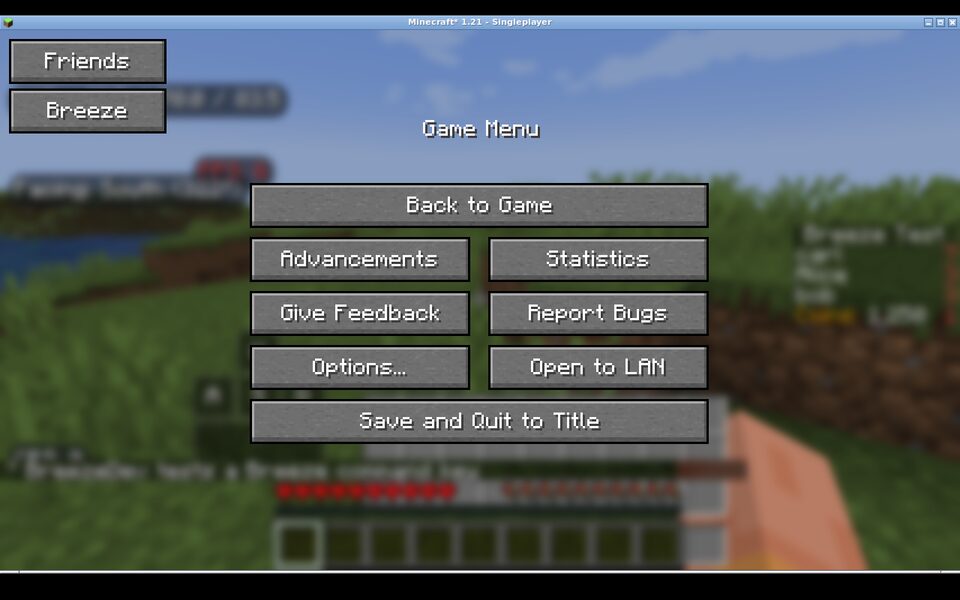 Minecraft* 1.21 - Singleplayer
Friends
Breeze
Game Menu
Back to Game
Advancements
Statistics
Give Feedback
Report Bugs
Options...
Open to LAN
Save and Quit to Title